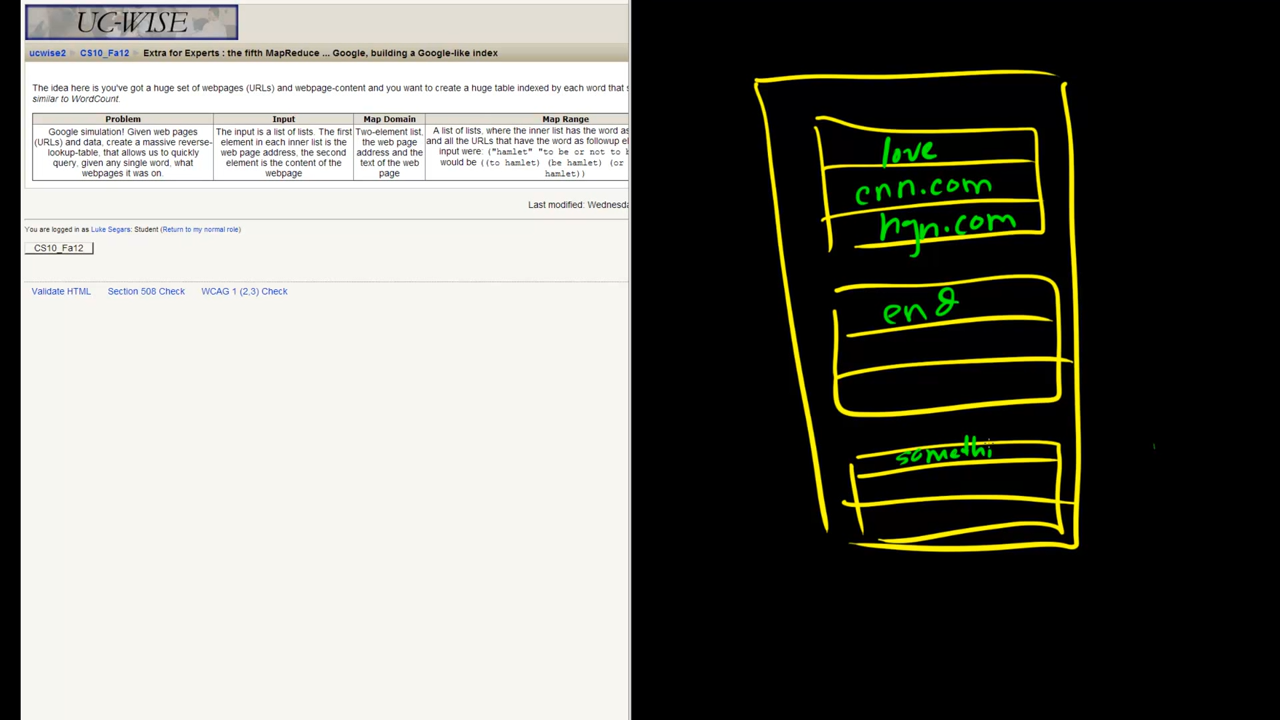 UC-WISE
ucwise2 » CS10_Fa12 » Extra for Experts : the fifth MapReduce ... Google, building a Google-like index
The idea here is you've got a huge set of webpages (URLs) and webpage-content and you want to create a huge table indexed by each word that s
similar to WordCount.
Problem Input Map Domain Map Range
Google simulation! Given web pages (URLs) and data, create a massive reverse-lookup-table, that allows us to quickly query, given any single word, what webpages it was on.
The input is a list of lists. The first element in each inner list is the web page address, the second element is the content of the webpage
Two-element list, the web page address and the text of the web page
A list of lists, where the inner list has the word as
and all the URLs that have the word as followup el
input were: ("hamlet" "to be or not to b
would be ((to hamlet) (be hamlet) (or
hamlet))
Last modified: Wednesda
You are logged in as Luke Segars: Student (Return to my normal role)
CS10_Fa12
Validate HTML Section 508 Check WCAG 1 (2,3) Check
love
cnn.com
hgn.com
end
somethi